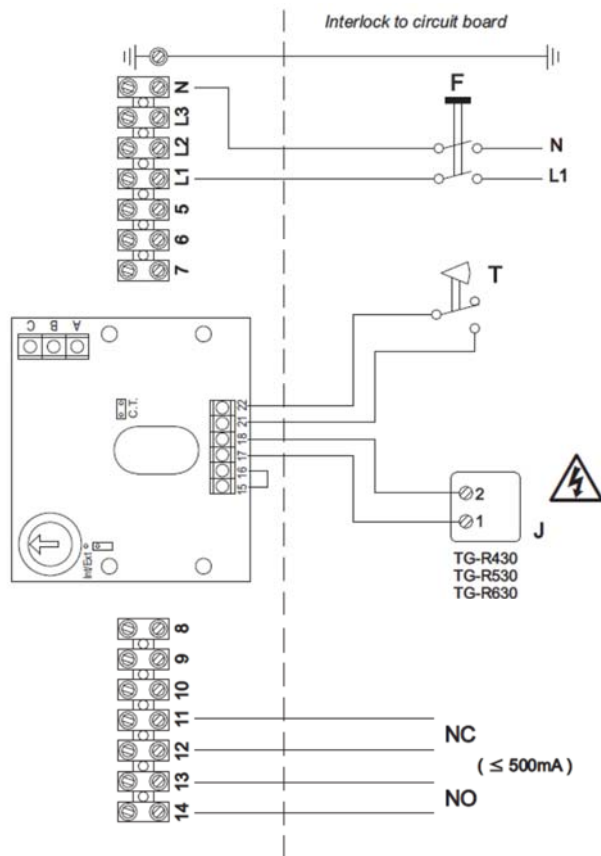 Interlock to circuit board
N
L3
L2
L1
5
6
7
F
N
L1
T
C B A
C.T.
22
21
18
17
16
15
Int/Ext
2
1
J
TG-R430
TG-R530
TG-R630
8
9
10
11
12
13
14
NC
( ≤ 500mA )
NO